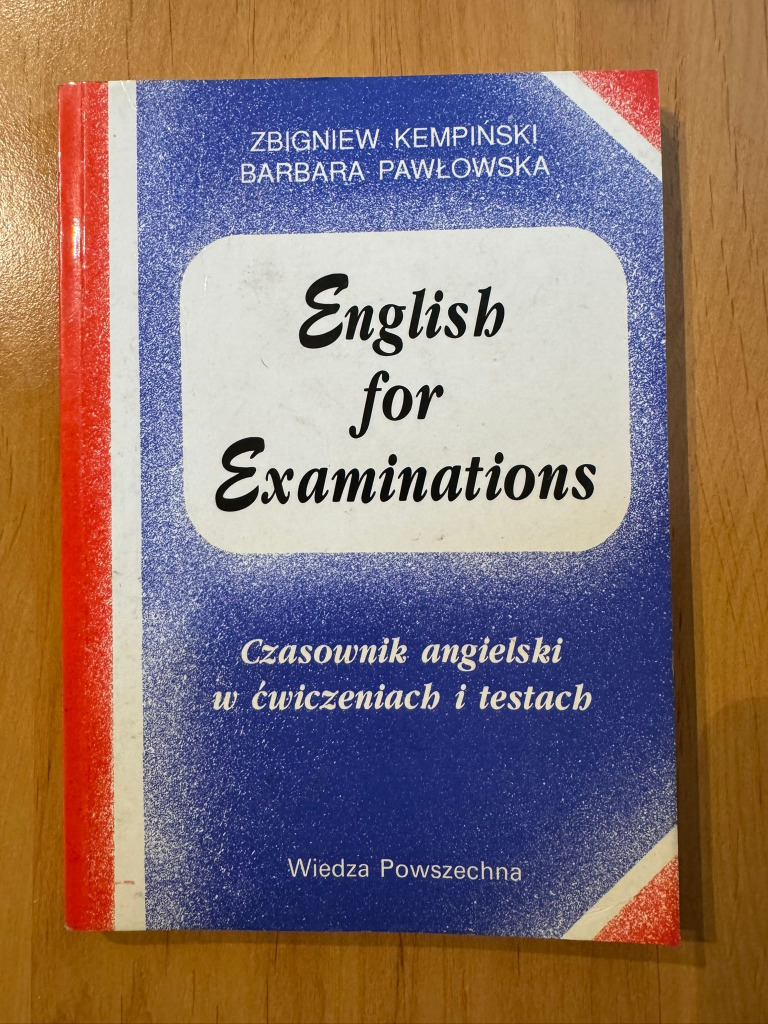 ZBIGNIEW KEMPIŃSKI
BARBARA PAWŁOWSKA
English
for
Examinations
Czasownik angielski
w ćwiczeniach i testach
Wiedza Powszechna